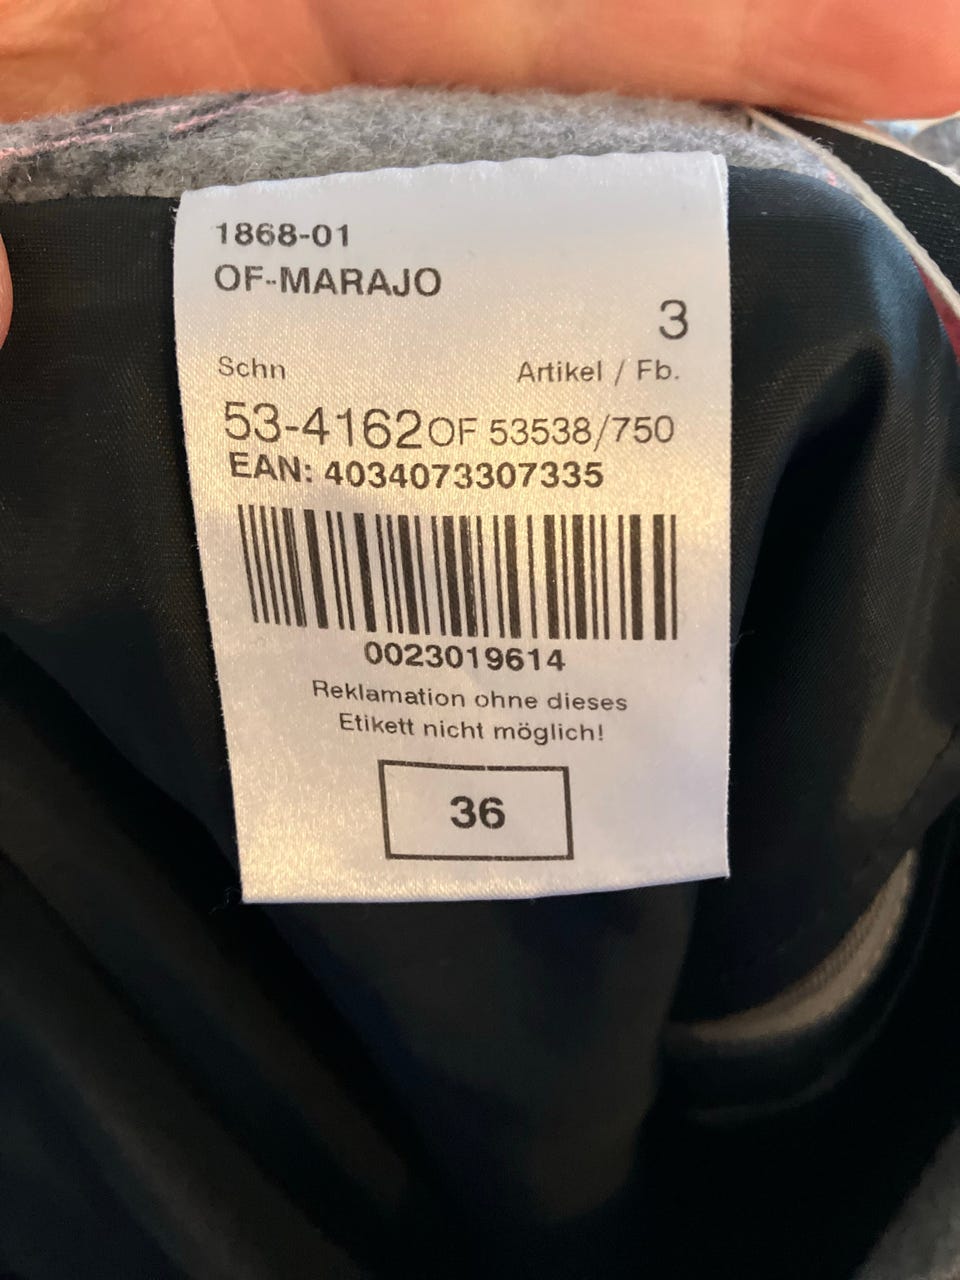 1868-01
OF-MARAJO
3
Schn Artikel / Fb.
53-4162OF 53538/750
EAN: 4034073307335
0023019614
Reklamation ohne dieses
Etikett nicht möglich!
36